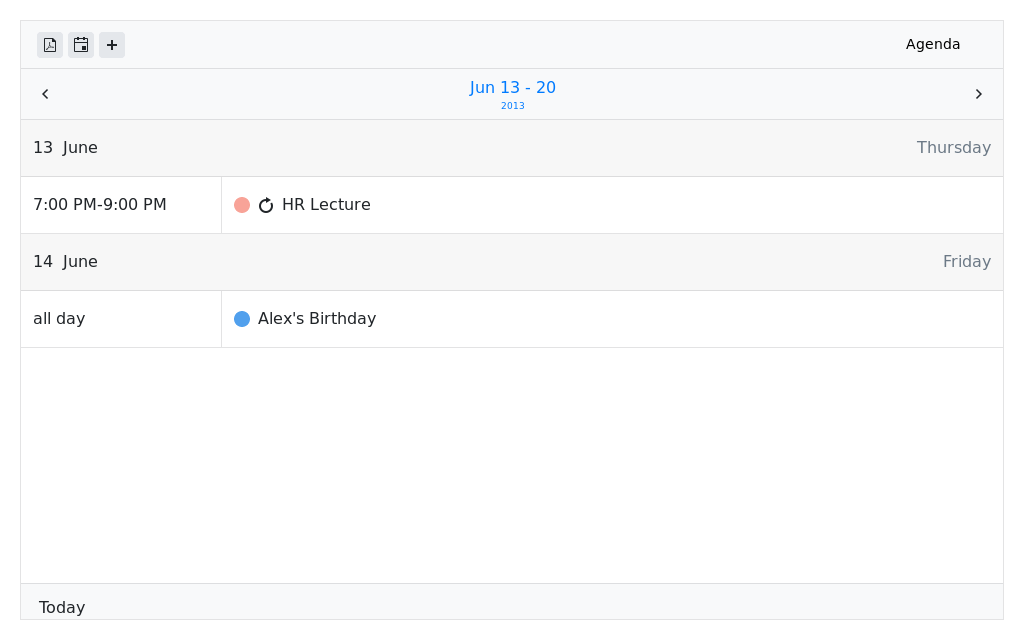 Agenda
Jun 13 - 20
2013
13 June Thursday
7:00 PM-9:00 PM HR Lecture
14 June Friday
all day Alex's Birthday
Today